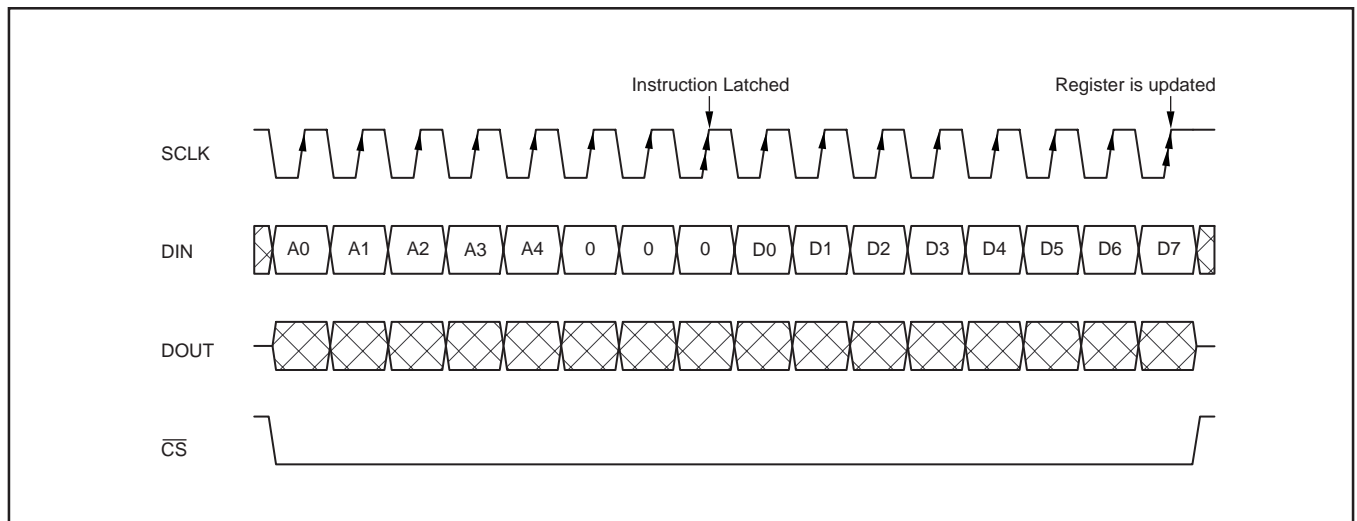 Instruction Latched Register is updated
SCLK
DIN A0 A1 A2 A3 A4 0 0 0 D0 D1 D2 D3 D4 D5 D6 D7
DOUT
CS